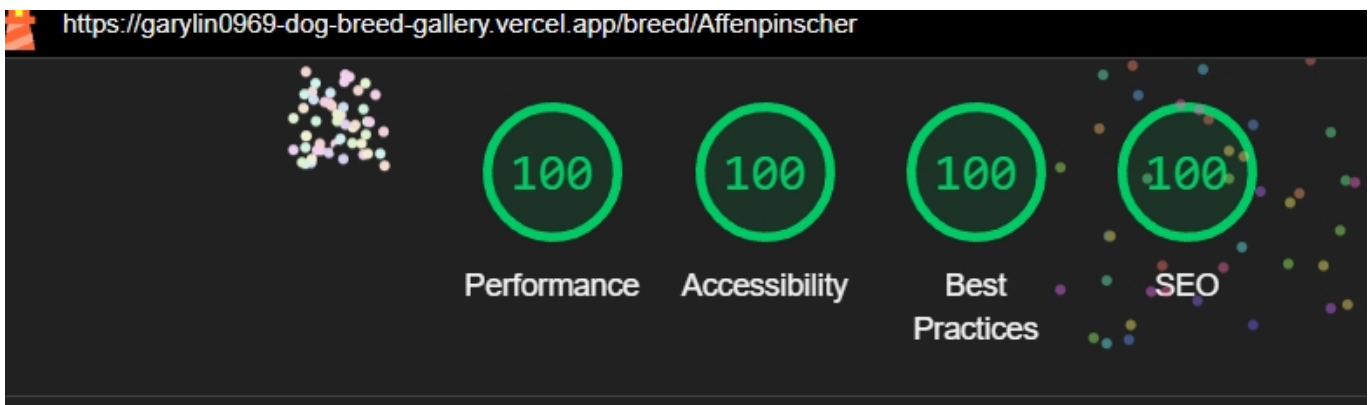 https://garylin0969-dog-breed-gallery.vercel.app/breed/Affenpinscher
100 100 100 100
Performance Accessibility Best SEO
Practices